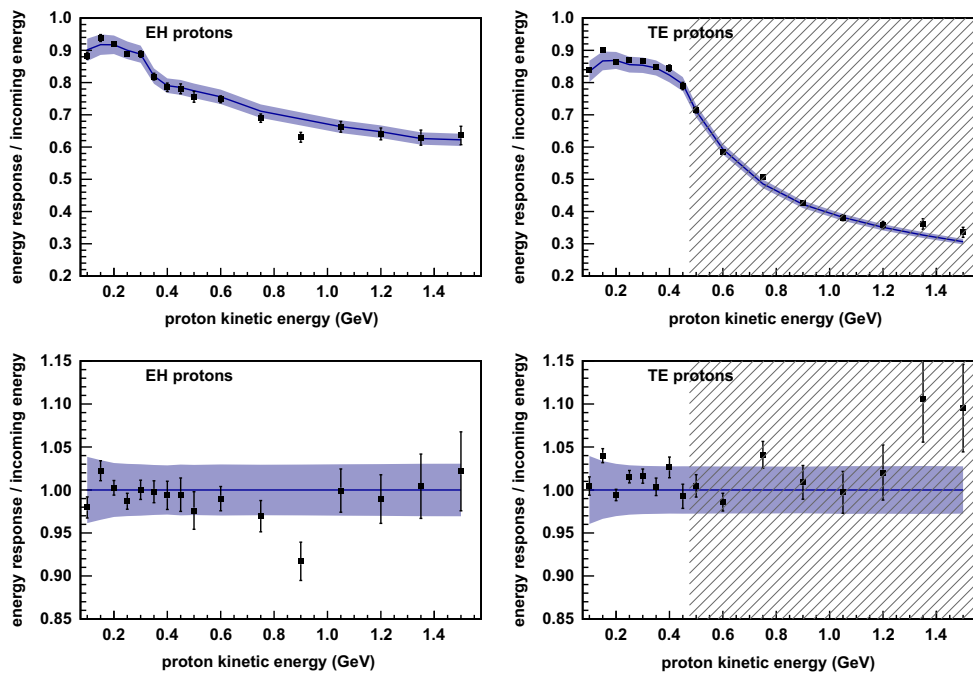 EH protons
energy response / incoming energy
1.0
0.9
0.8
0.7
0.6
0.5
0.4
0.3
0.2
0.2 0.4 0.6 0.8 1.0 1.2 1.4
proton kinetic energy (GeV)
TE protons
energy response / incoming energy
1.0
0.9
0.8
0.7
0.6
0.5
0.4
0.3
0.2
0.2 0.4 0.6 0.8 1.0 1.2 1.4
proton kinetic energy (GeV)
EH protons
energy response / incoming energy
1.15
1.10
1.05
1.00
0.95
0.90
0.85
0.2 0.4 0.6 0.8 1.0 1.2 1.4
proton kinetic energy (GeV)
TE protons
energy response / incoming energy
1.15
1.10
1.05
1.00
0.95
0.90
0.85
0.2 0.4 0.6 0.8 1.0 1.2 1.4
proton kinetic energy (GeV)